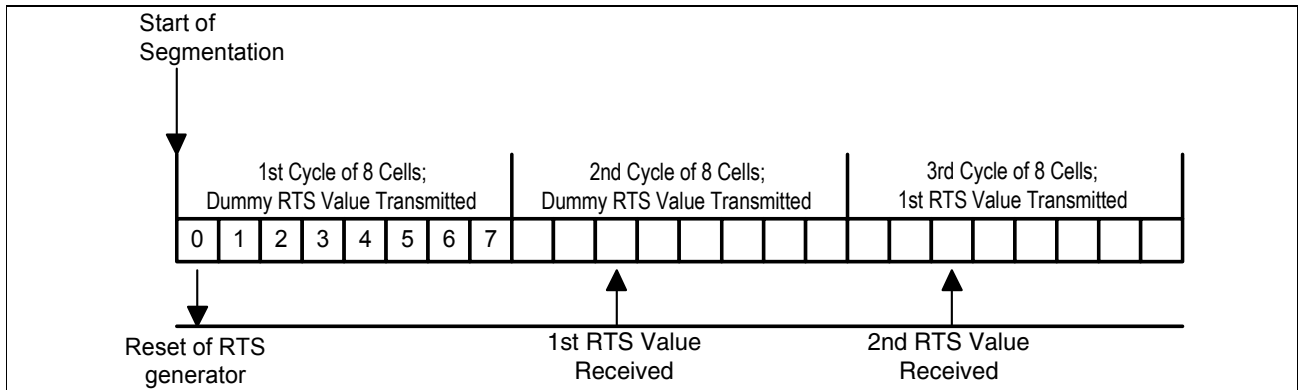 Start of
Segmentation
1st Cycle of 8 Cells;
Dummy RTS Value Transmitted
2nd Cycle of 8 Cells;
Dummy RTS Value Transmitted
3rd Cycle of 8 Cells;
1st RTS Value Transmitted
0 1 2 3 4 5 6 7
Reset of RTS
generator
1st RTS Value
Received
2nd RTS Value
Received